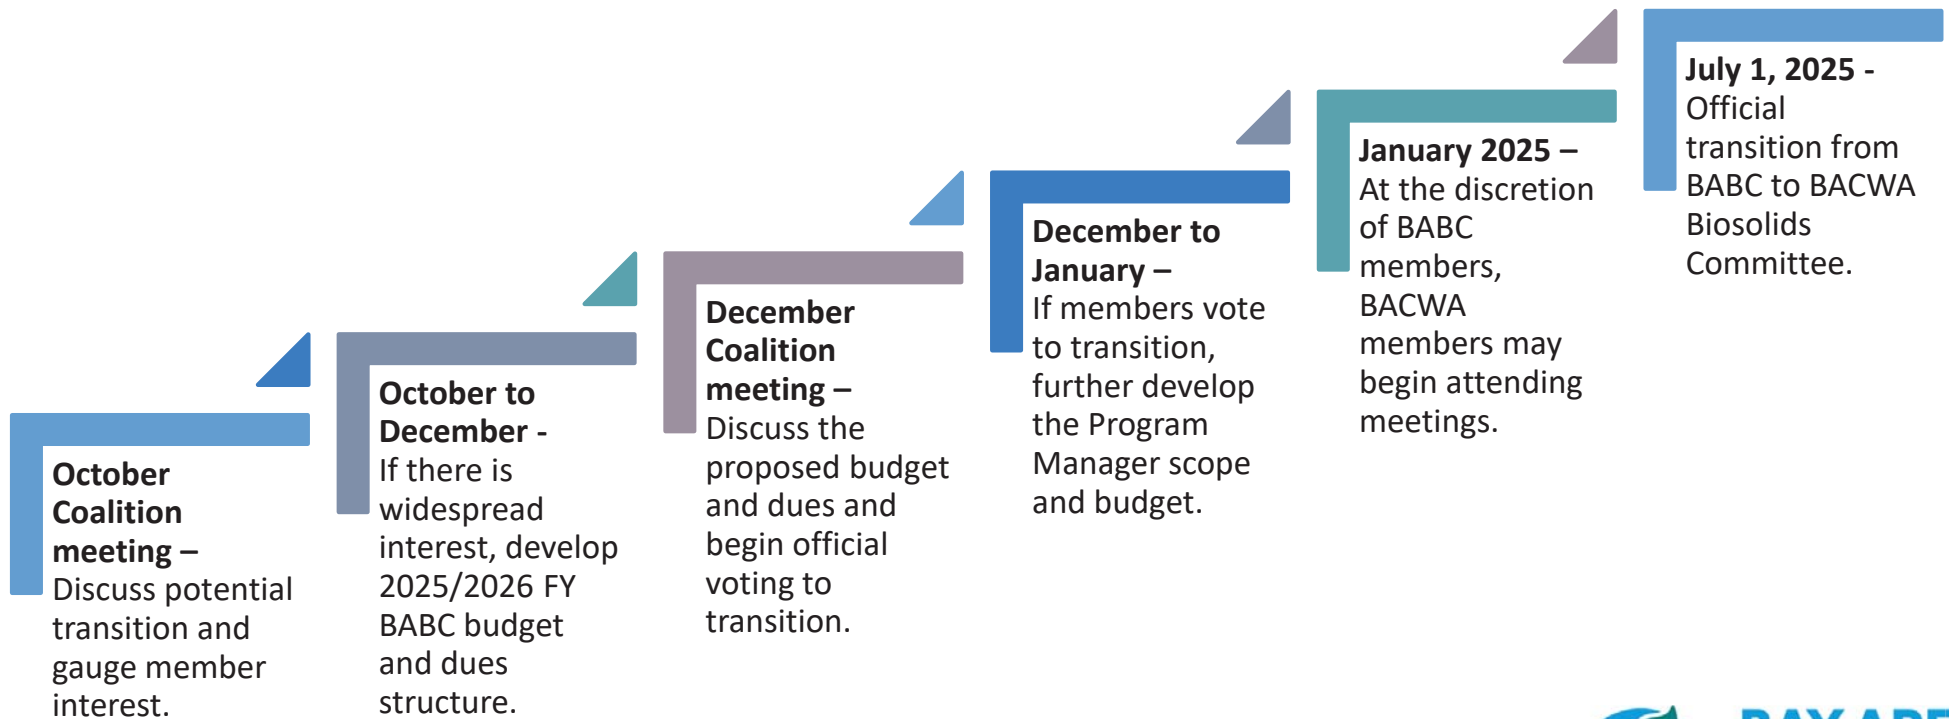 October
Coalition
meeting –
Discuss potential
transition and
gauge member
interest.
October to
December -
If there is
widespread
interest, develop
2025/2026 FY
BABC budget
and dues
structure.
December
Coalition
meeting –
Discuss the
proposed budget
and dues and
begin official
voting to
transition.
December to
January –
If members vote
to transition,
further develop
the Program
Manager scope
and budget.
January 2025 –
At the discretion
of BABC
members,
BACWA
members may
begin attending
meetings.
July 1, 2025 -
Official
transition from
BABC to BACWA
Biosolids
Committee.